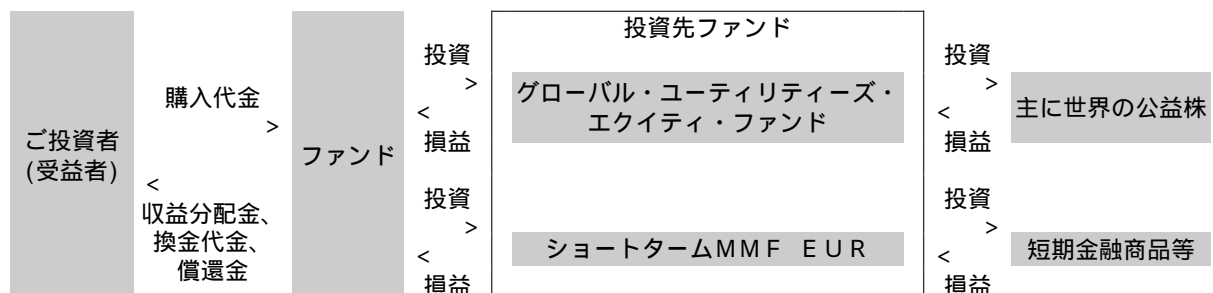 ご投資者
(受益者)
購入代金
>
<
収益分配金、
換金代金、
償還金
ファンド
投資
>
<
損益
投資
>
<
損益
投資先ファンド
グローバル・ユーティリティーズ・
エクイティ・ファンド
ショートタームＭＭＦ　ＥＵＲ
投資
>
<
損益
投資
>
<
損益
主に世界の公益株
短期金融商品等